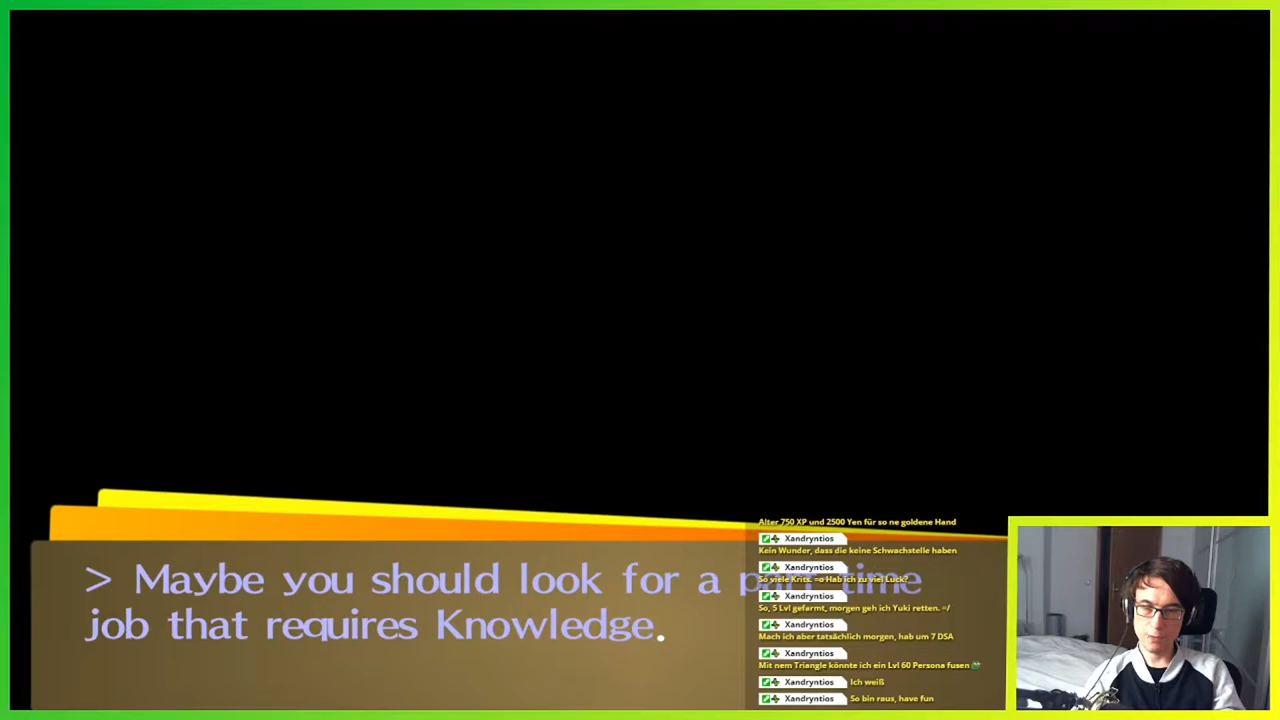 > Maybe you should look for a part-time
job that requires Knowledge.
Alter 750 XP und 2500 Yen für so ne goldene Hand
Xandryntios
Kein Wunder, dass die keine Schwachstelle haben
Xandryntios
So viele Krits. =o Hab ich zu viel Luck?
Xandryntios
So, 5 Lvl gefarmt, morgen geh ich Yuki retten. =/
Xandryntios
Mach ich aber tatsächlich morgen, hab um 7 DSA
Xandryntios
Mit nem Triangle könnte ich ein Lvl 60 Persona fusen
Xandryntios Ich weiß
Xandryntios So bin raus, have fun